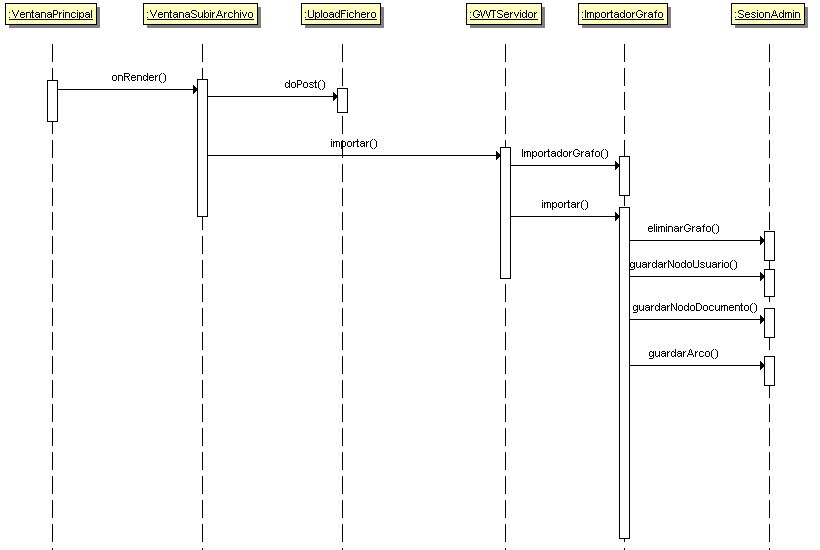 :VentanaPrincipal
:VentanaSubirArchivo
:UploadFichero
:GWTServidor
:ImportadorGrafo
:SesionAdmin
onRender()
doPost()
importar()
ImportadorGrafo()
importar()
eliminarGrafo()
guardarNodoUsuario()
guardarNodoDocumento()
guardarArco()